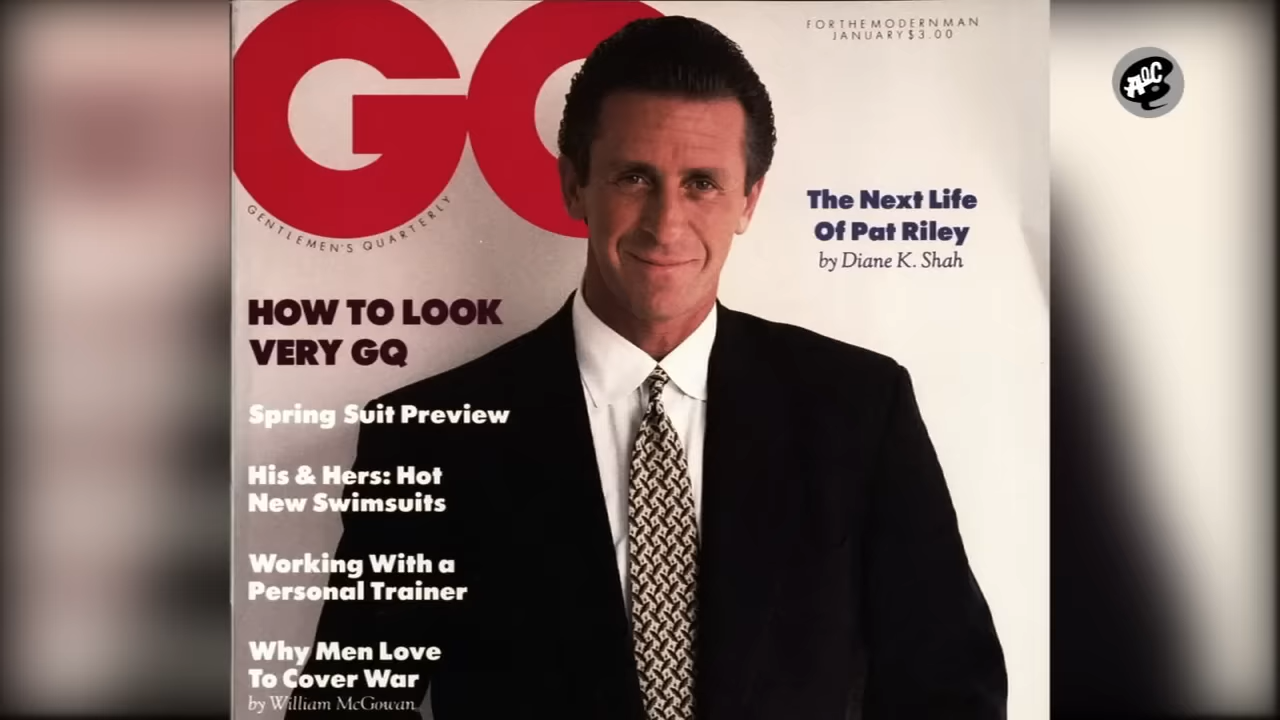 GQ
GENTLEMEN'S QUARTERLY
FOR THE MODERN MAN
JANUARY $3.00
AOC
The Next Life
Of Pat Riley
by Diane K. Shah
HOW TO LOOK
VERY GQ
Spring Suit Preview
His & Hers: Hot
New Swimsuits
Working With a
Personal Trainer
Why Men Love
To Cover War
by William McGowan